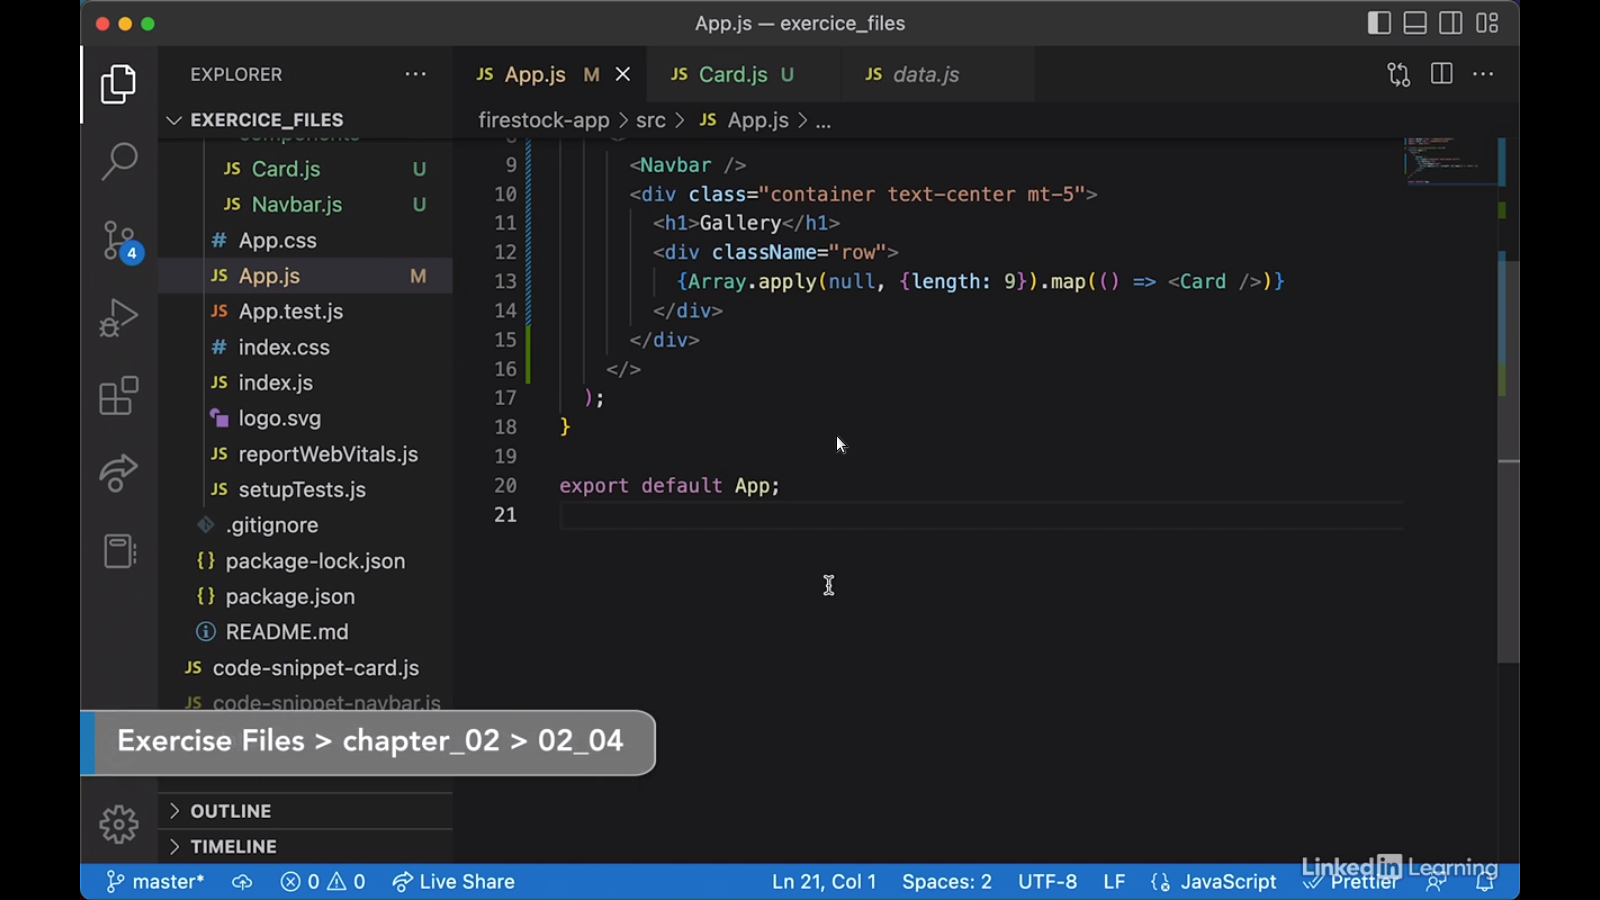 App.js — exercice_files
EXPLORER
JS App.js M
JS Card.js U
JS data.js
EXERCICE_FILES
firestock-app > src > JS App.js > ...
components
JS Card.js U
JS Navbar.js U
# App.css
JS App.js M
JS App.test.js
# index.css
JS index.js
logo.svg
JS reportWebVitals.js
JS setupTests.js
.gitignore
{} package-lock.json
{} package.json
README.md
JS code-snippet-card.js
JS code-snippet-navbar.js
4
8 <>
9 <Navbar />
10 <div class="container text-center mt-5">
11 <h1>Gallery</h1>
12 <div className="row">
13 {Array.apply(null, {length: 9}).map(() => <Card />)}
14 </div>
15 </div>
16 </>
17 );
18 }
19
20 export default App;
21
Exercise Files > chapter_02 > 02_04
OUTLINE
TIMELINE
LinkedIn Learning
master* 0 0 Live Share Ln 21, Col 1 Spaces: 2 UTF-8 LF {} JavaScript Prettier